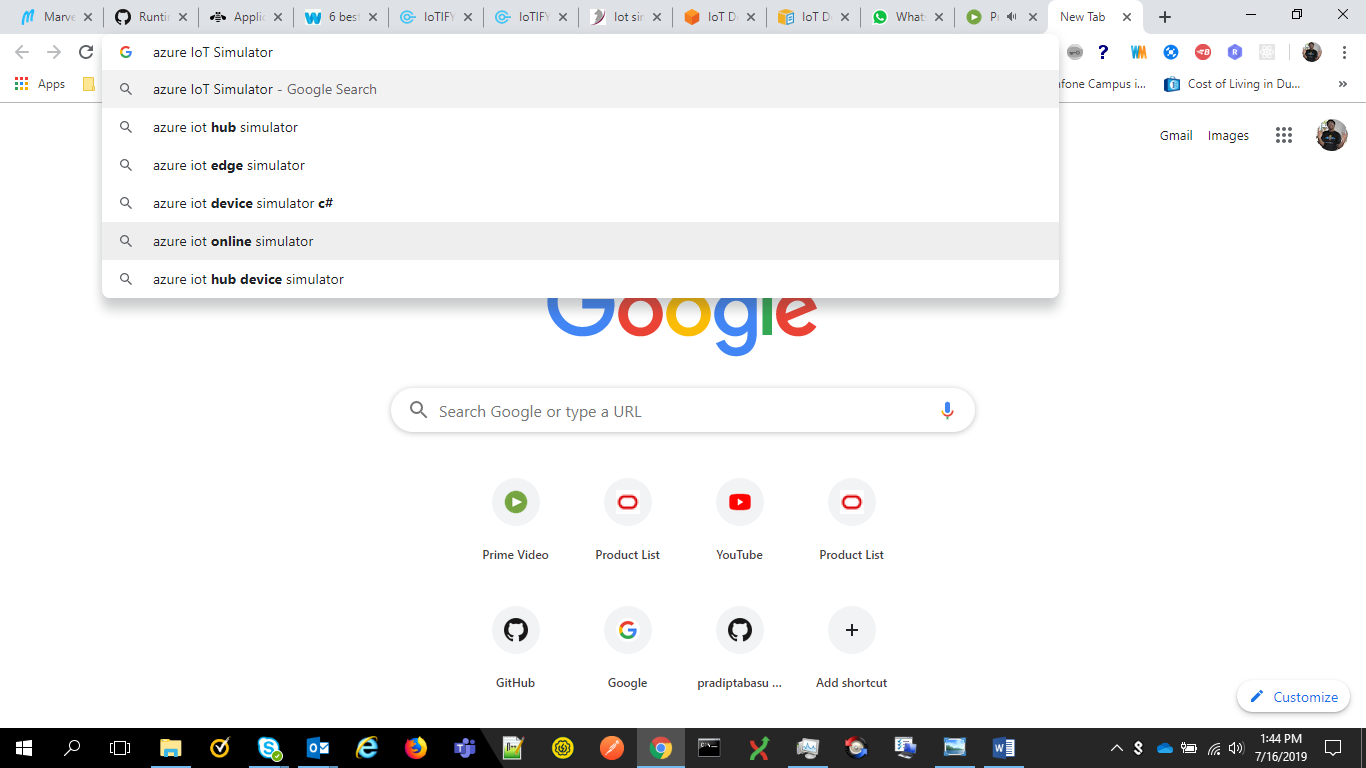 Marve
Runtir
Applic
6 best
IoTIFY
IoTIFY
Iot sin
IoT D
IoT D
What
Pr
New Tab
azure IoT Simulator
Apps
afone Campus i...
Cost of Living in Du...
azure IoT Simulator - Google Search
azure iot hub simulator
azure iot edge simulator
azure iot device simulator c#
azure iot online simulator
azure iot hub device simulator
Gmail
Images
Google
Search Google or type a URL
Prime Video
Product List
YouTube
Product List
GitHub
Google
pradiptabasu ...
Add shortcut
Customize
1:44 PM
7/16/2019